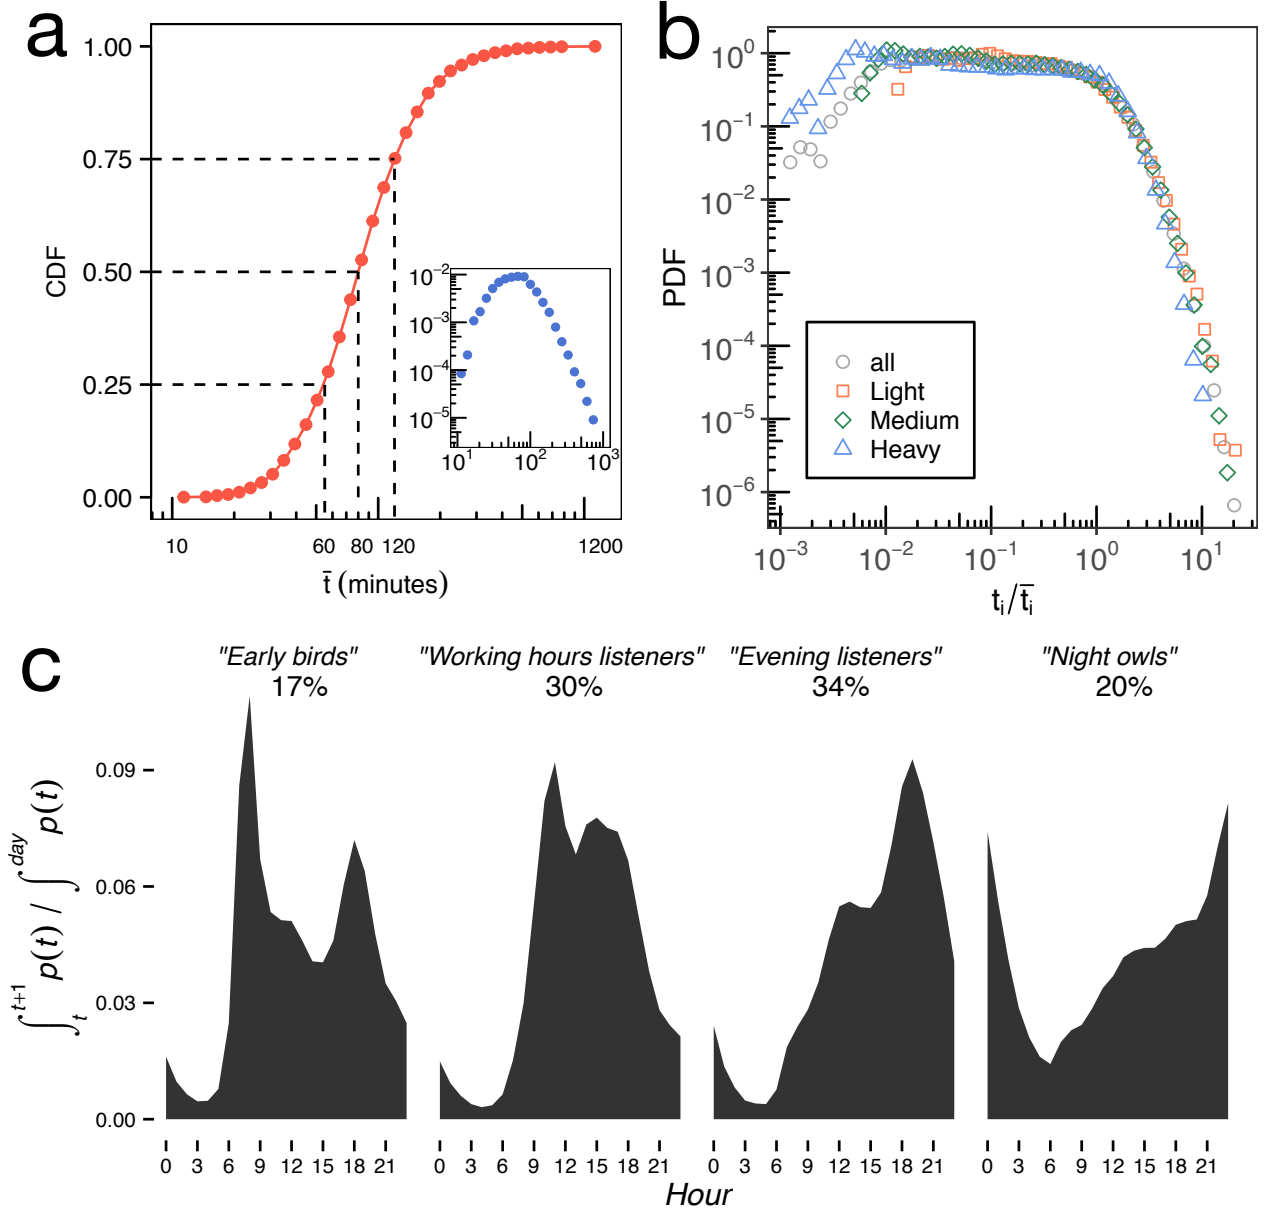 a
1.00
0.75
0.50
0.25
0.00
CDF
10 60 80 120 1200
t̄ (minutes)
10⁻²
10⁻³
10⁻⁴
10⁻⁵
10¹ 10² 10³
b
10⁰
10⁻¹
10⁻²
10⁻³
10⁻⁴
10⁻⁵
10⁻⁶
PDF
all
Light
Medium
Heavy
10⁻³ 10⁻² 10⁻¹ 10⁰ 10¹
tᵢ/t̄ᵢ
c
"Early birds"
17%
"Working hours listeners"
30%
"Evening listeners"
34%
"Night owls"
20%
0.09
0.06
0.03
0.00
∫ₜᵗ⁺¹ p(t) / ∫ᵈᵃʸ p(t)
0 3 6 9 12 15 18 21
0 3 6 9 12 15 18 21
0 3 6 9 12 15 18 21
0 3 6 9 12 15 18 21
Hour